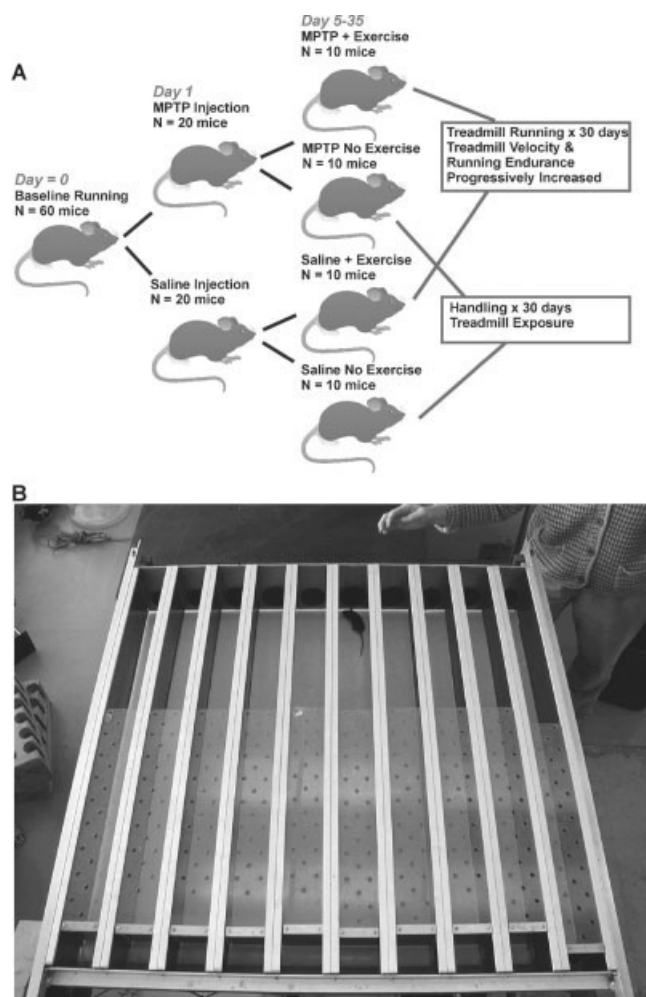 A
Day = 0
Baseline Running
N = 60 mice
Day 1
MPTP Injection
N = 20 mice
Saline Injection
N = 20 mice
Day 5-35
MPTP + Exercise
N = 10 mice
MPTP No Exercise
N = 10 mice
Saline + Exercise
N = 10 mice
Saline No Exercise
N = 10 mice
Treadmill Running x 30 days
Treadmill Velocity &
Running Endurance
Progressively Increased
Handling x 30 days
Treadmill Exposure
B